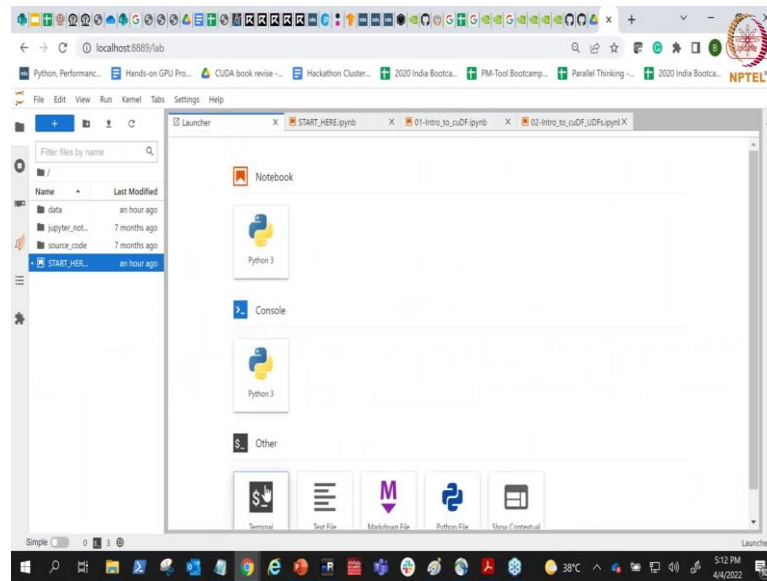 localhost:8889/lab
Update
Python, Performanc...
Hands-on GPU Pro...
CUDA book revise -...
Hackathon Cluster...
2020 India Bootca...
PM-Tool Bootcamp...
Parallel Thinking -...
2020 India Bootca...
NPTEL
File Edit View Run Kernel Tabs Settings Help
Launcher
START_HERE.ipynb
01-Intro_to_cuDF.ipynb
02-Intro_to_cuDF_UDFs.ipynb
Filter files by name
/
Name
Last Modified
data
an hour ago
jupyter_not...
7 months ago
source_code
7 months ago
START_HER...
an hour ago
Notebook
Python 3
Console
Python 3
$_ Other
Terminal
Text File
Markdown File
Python File
Show Contextual
Simple
0
3
Launche
38°C
5:12 PM
4/4/2022